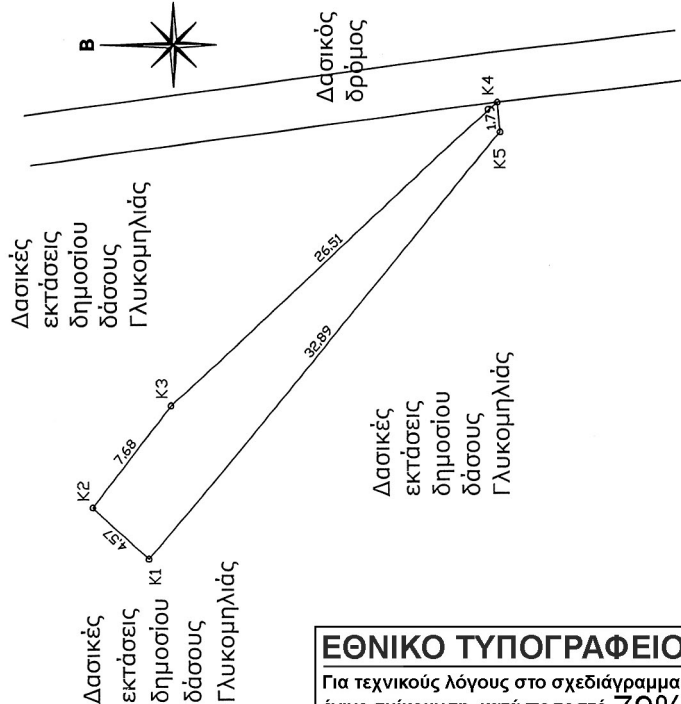 Β
Δασικός
δρόμος
Κ4
1.79
Κ5
Δασικές
εκτάσεις
δημοσίου
δάσους
Γλυκομηλιάς
26.51
32.89
Κ3
7.68
Κ2
4.57
Κ1
Δασικές
εκτάσεις
δημοσίου
δάσους
Γλυκομηλιάς
Δασικές
εκτάσεις
δημοσίου
δάσους
Γλυκομηλιάς
ΕΘΝΙΚΟ ΤΥΠΟΓΡΑΦΕΙΟ
Για τεχνικούς λόγους στο σχεδιάγραμμα